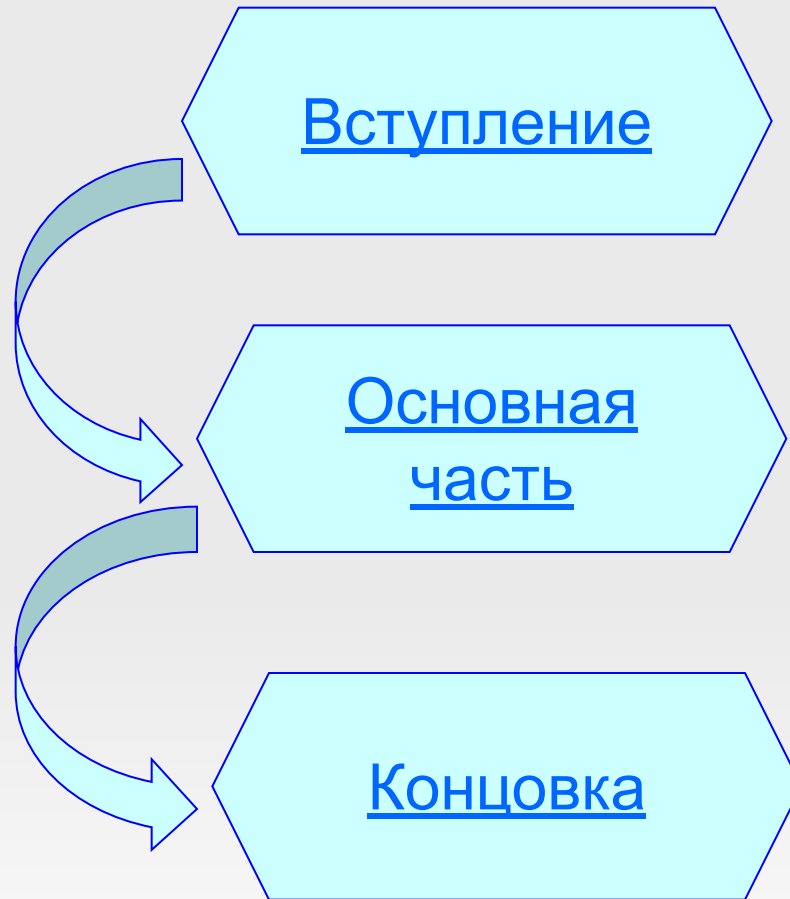 Вступление
Основная
часть
Концовка